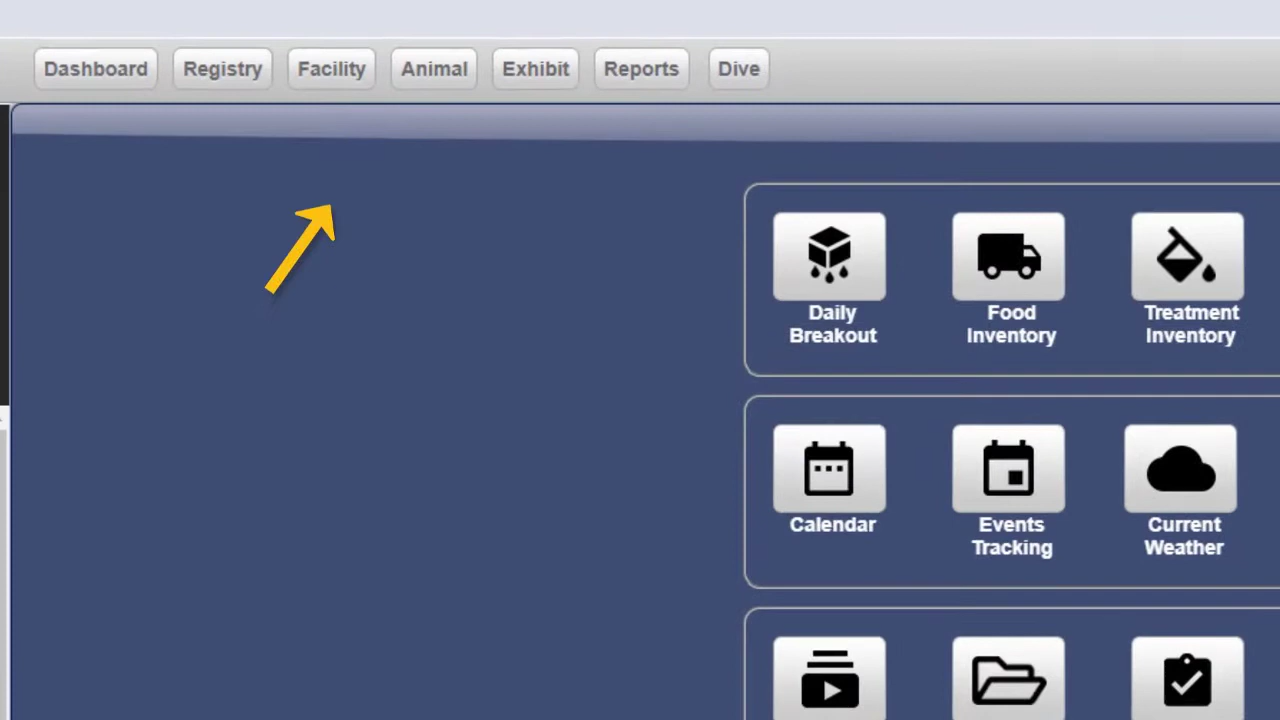 Dashboard Registry Facility Animal Exhibit Reports Dive
Daily
Breakout
Food
Inventory
Treatment
Inventory
Calendar
Events
Tracking
Current
Weather